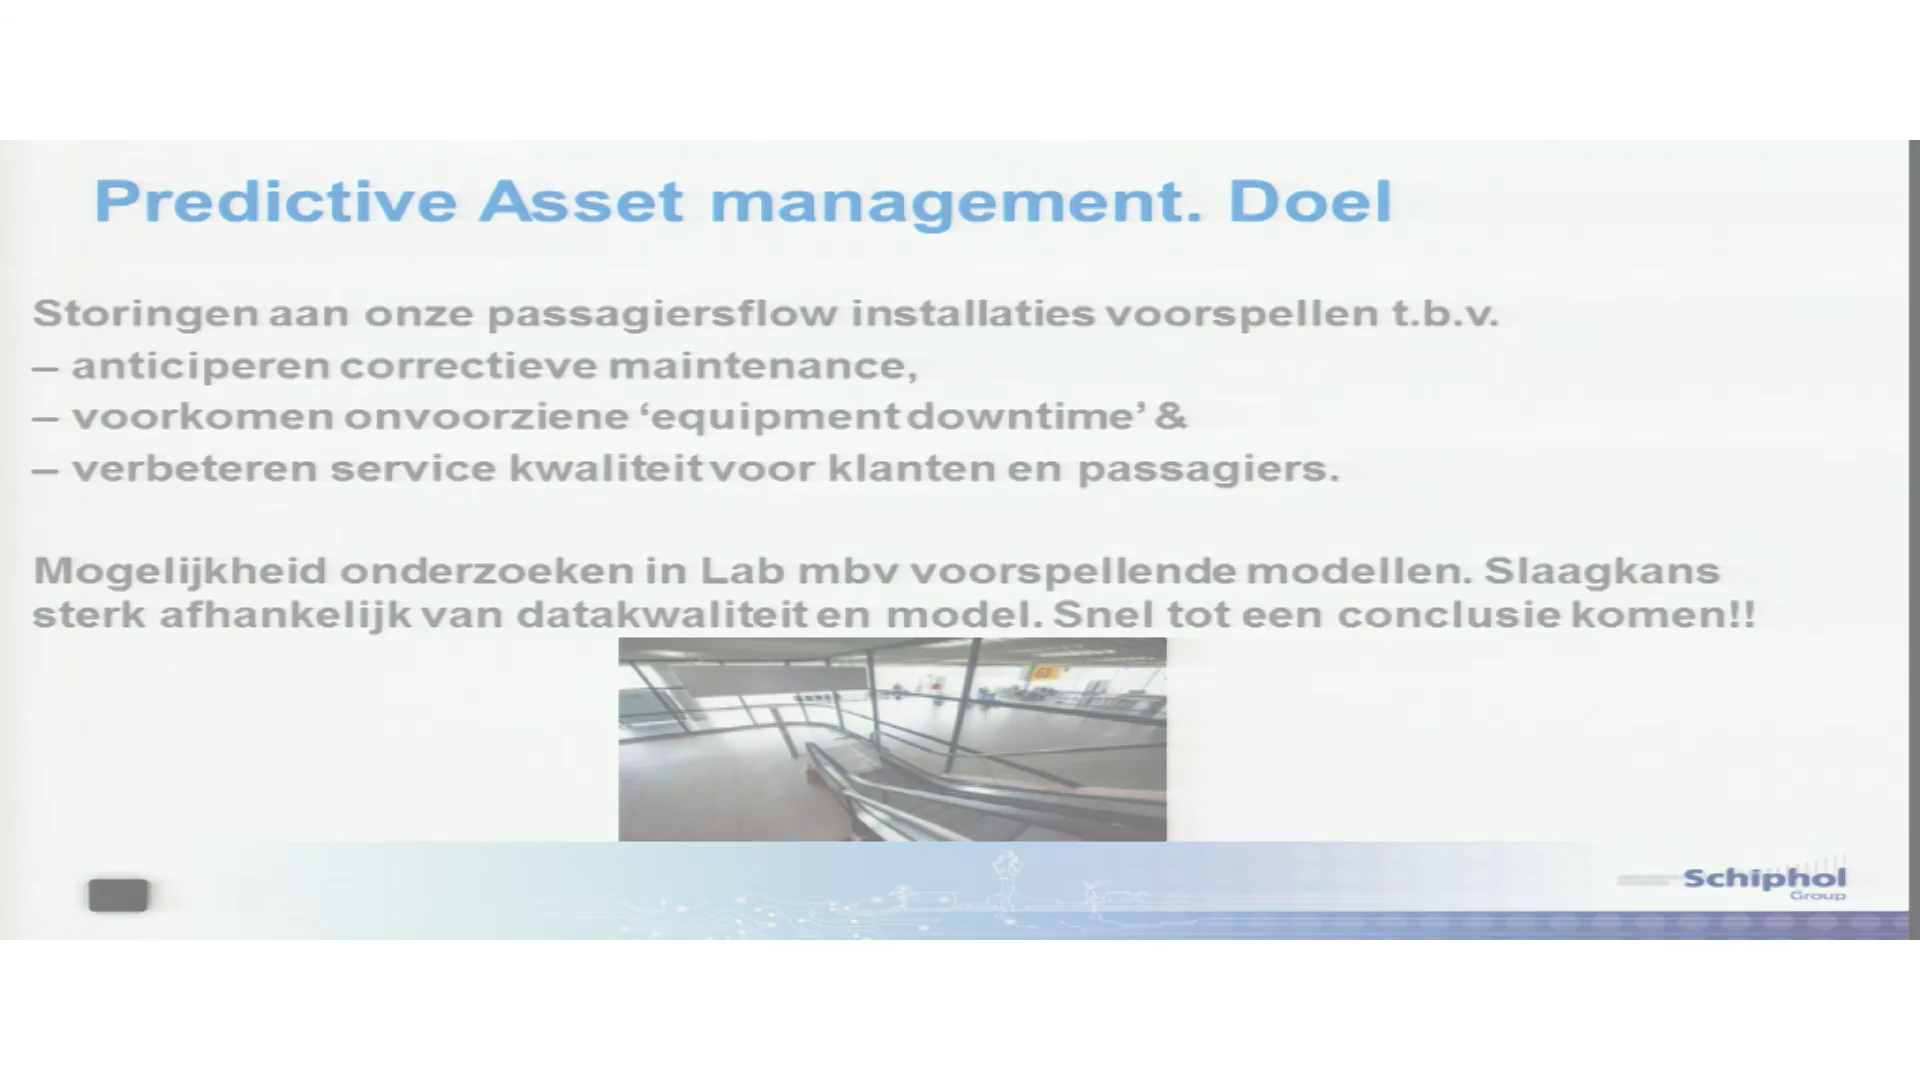 Predictive Asset management. Doel
Storingen aan onze passagiersflow installaties voorspellen t.b.v.
– anticiperen correctieve maintenance,
– voorkomen onvoorziene ‘equipment downtime’ &
– verbeteren service kwaliteit voor klanten en passagiers.
Mogelijkheid onderzoeken in Lab mbv voorspellende modellen. Slaagkans
sterk afhankelijk van datakwaliteit en model. Snel tot een conclusie komen!!
Schiphol
Group